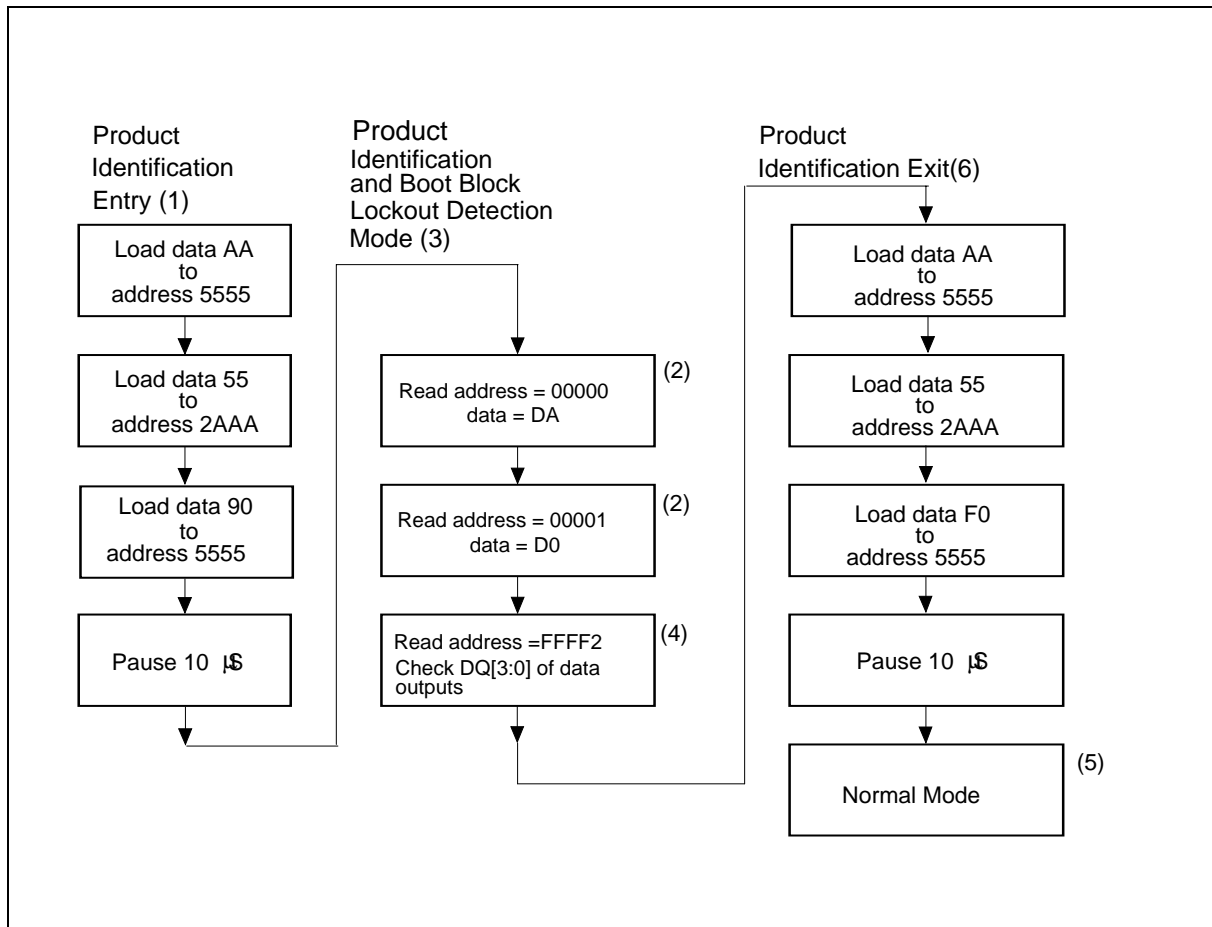 Product
Identification
Entry (1)
Load data AA
to
address 5555
Load data 55
to
address 2AAA
Load data 90
to
address 5555
Pause 10 µS
Product
Identification
and Boot Block
Lockout Detection
Mode (3)
Read address = 00000
data = DA
(2)
Read address = 00001
data = D0
(2)
Read address =FFFF2
Check DQ[3:0] of data
outputs
(4)
Product
Identification Exit(6)
Load data AA
to
address 5555
Load data 55
to
address 2AAA
Load data F0
to
address 5555
Pause 10 µS
Normal Mode
(5)